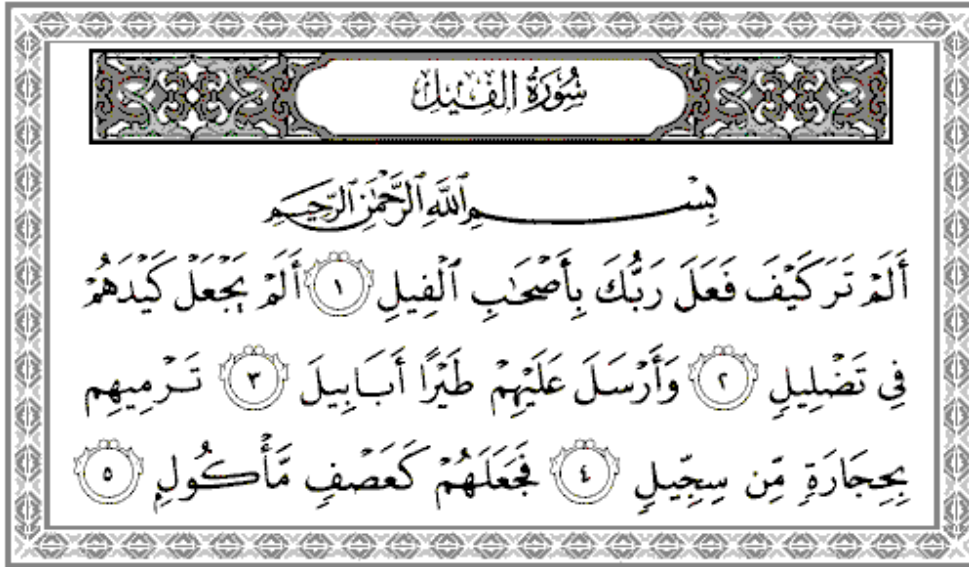 سُورَةُ الفِيلِ
بِسْمِ ٱللَّهِ ٱلرَّحْمَٰنِ ٱلرَّحِيمِ
أَلَمْ تَرَ كَيْفَ فَعَلَ رَبُّكَ بِأَصْحَٰبِ ٱلْفِيلِ ١ أَلَمْ يَجْعَلْ كَيْدَهُمْ
فِى تَضْلِيلٍ ٢ وَأَرْسَلَ عَلَيْهِمْ طَيْرًا أَبَابِيلَ ٣ تَرْمِيهِم
بِحِجَارَةٍ مِّن سِجِّيلٍ ٤ فَجَعَلَهُمْ كَعَصْفٍ مَّأْكُولٍ ٥